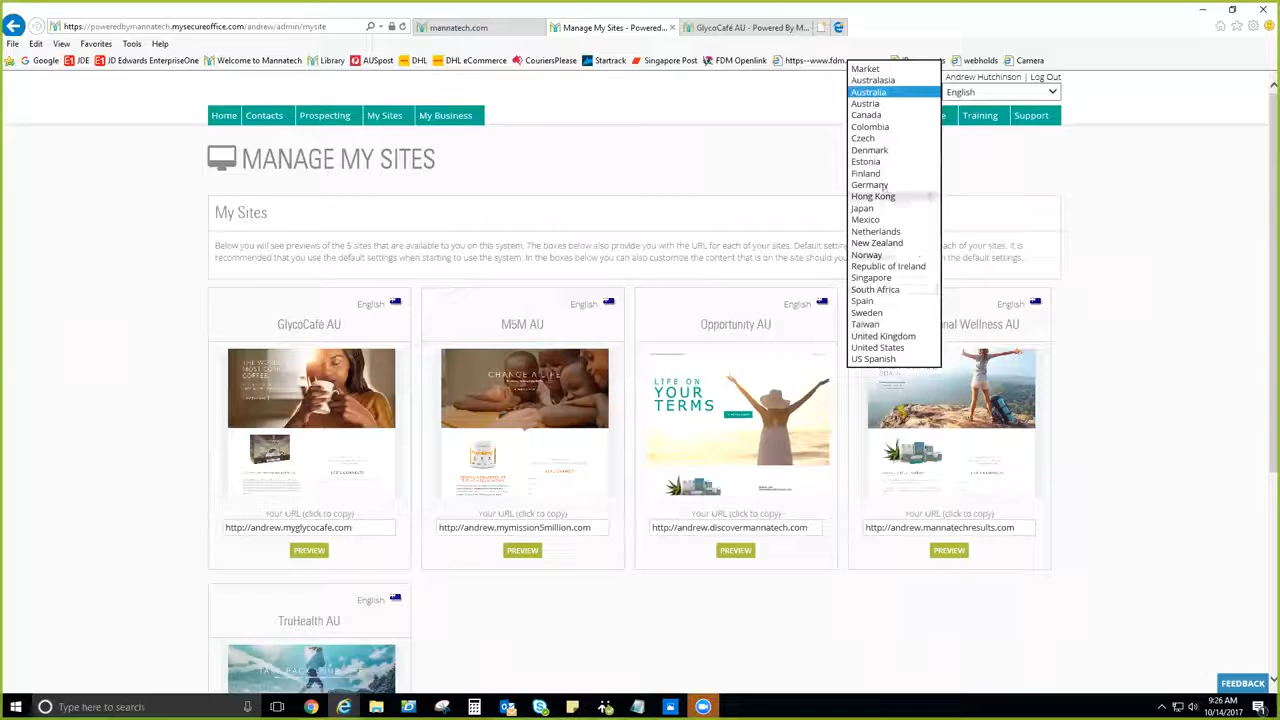 https://poweredbymannatech.mysecureoffice.com/andrew/admin/mysite
mannatech.com
Manage My Sites - Powered...
GlycoCafé AU - Powered By M...
File Edit View Favorites Tools Help
Google JDE JD Edwards EnterpriseOne Welcome to Mannatech Library AUSpost DHL DHL eCommerce CouriersPlease Startrack Singapore Post FDM Openlink https--www.fdm... webholds Camera
Andrew Hutchinson | Log Out
English
Home Contacts Prospecting My Sites My Business Training Support
Market
Australasia
Australia
Austria
Canada
Colombia
Czech
Denmark
Estonia
Finland
Germany
Hong Kong
Japan
Mexico
Netherlands
New Zealand
Norway
Republic of Ireland
Singapore
South Africa
Spain
Sweden
Taiwan
United Kingdom
United States
US Spanish
MANAGE MY SITES
My Sites
Below you will see previews of the 5 sites that are available to you on this system. The boxes below also provide you with the URL for each of your sites. Default setting each of your sites. It is
recommended that you use the default settings when starting to use the system. In the boxes below you can also customize the content that is on the site should you the default settings.
English
GlycoCafé AU
Your URL (click to copy)
http://andrew.myglycocafe.com
PREVIEW
English
M5M AU
CHANGE A LIFE
Your URL (click to copy)
http://andrew.mymission5million.com
PREVIEW
English
Opportunity AU
LIFE ON
YOUR
TERMS
Your URL (click to copy)
http://andrew.discovermannatech.com
PREVIEW
English
nal Wellness AU
Your URL (click to copy)
http://andrew.mannatechresults.com
PREVIEW
English
TruHealth AU
FEEDBACK
Type here to search
9:26 AM
10/14/2017